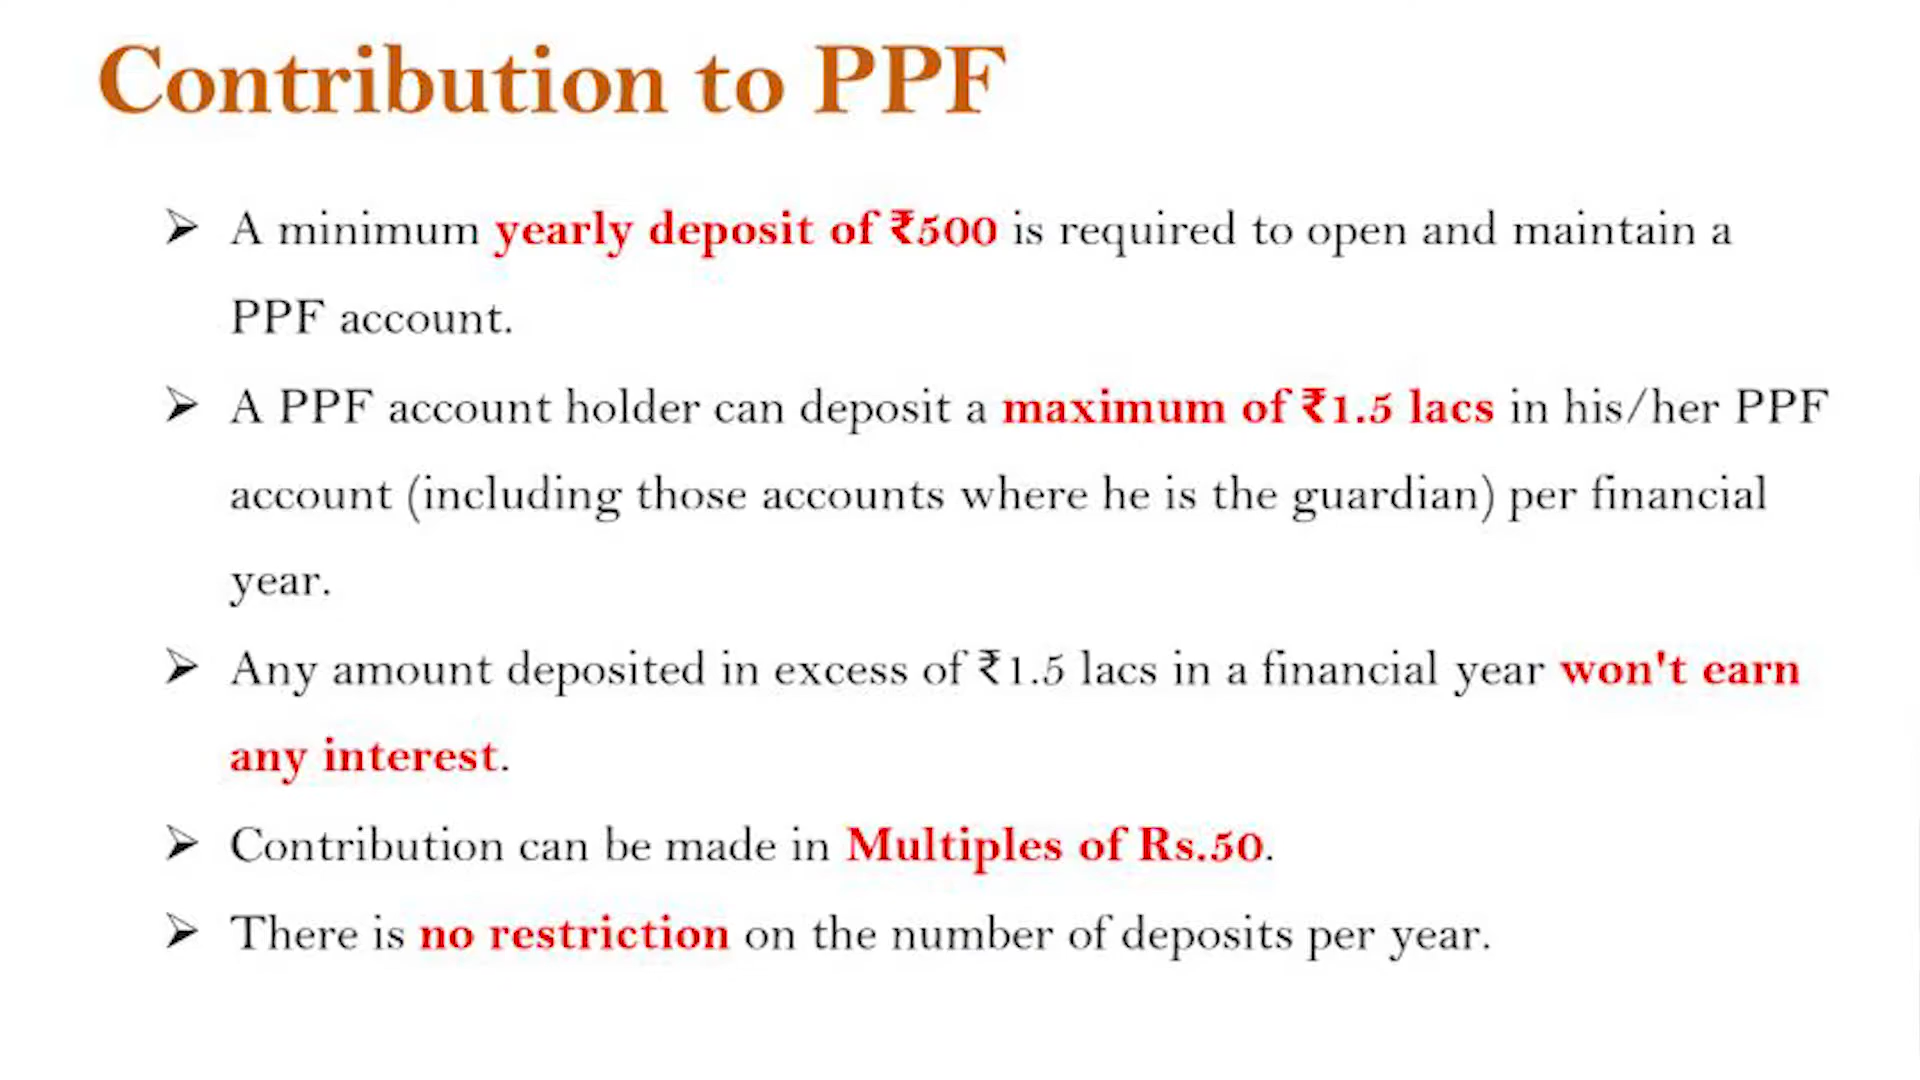 Contribution to PPF
➢ A minimum yearly deposit of ₹500 is required to open and maintain a
PPF account.
➢ A PPF account holder can deposit a maximum of ₹1.5 lacs in his/her PPF
account (including those accounts where he is the guardian) per financial
year.
➢ Any amount deposited in excess of ₹1.5 lacs in a financial year won't earn
any interest.
➢ Contribution can be made in Multiples of Rs.50.
➢ There is no restriction on the number of deposits per year.